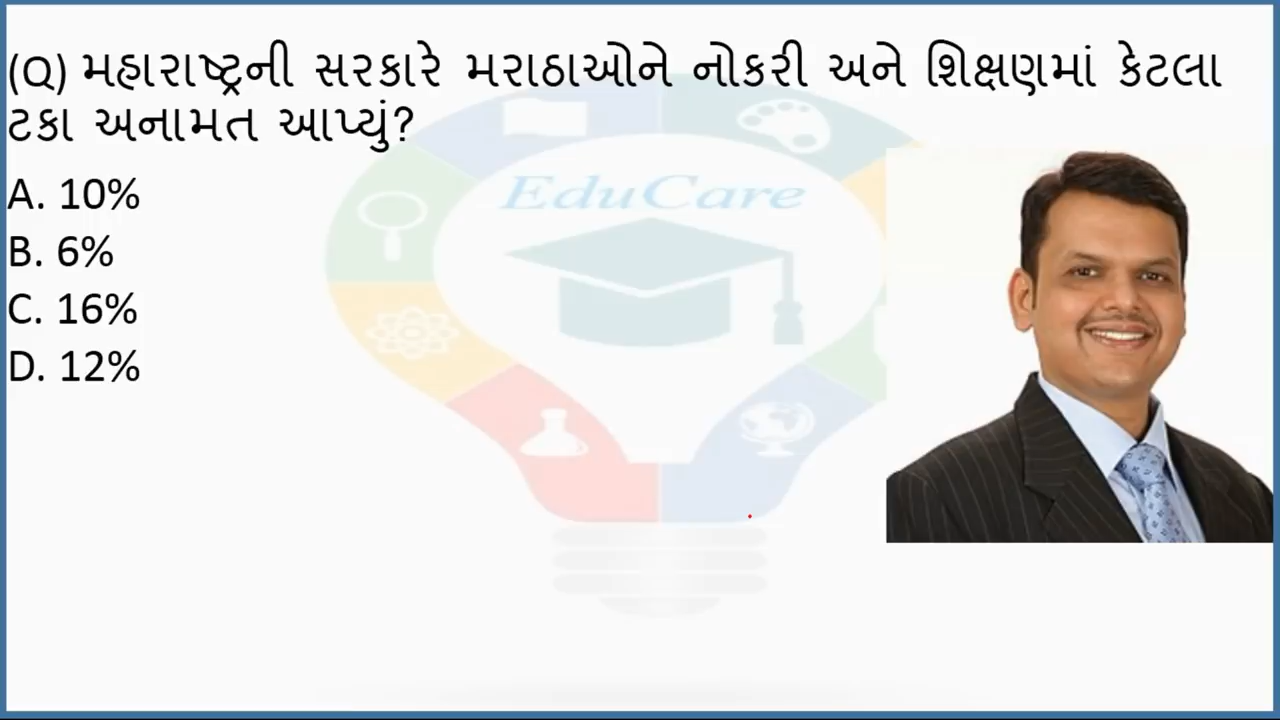 (Q) મહારાષ્ટ્રની સરકારે મરાઠાઓને નોકરી અને શિક્ષણમાં કેટલા
ટકા અનામત આપ્યું?
EduCare
A. 10%
B. 6%
C. 16%
D. 12%